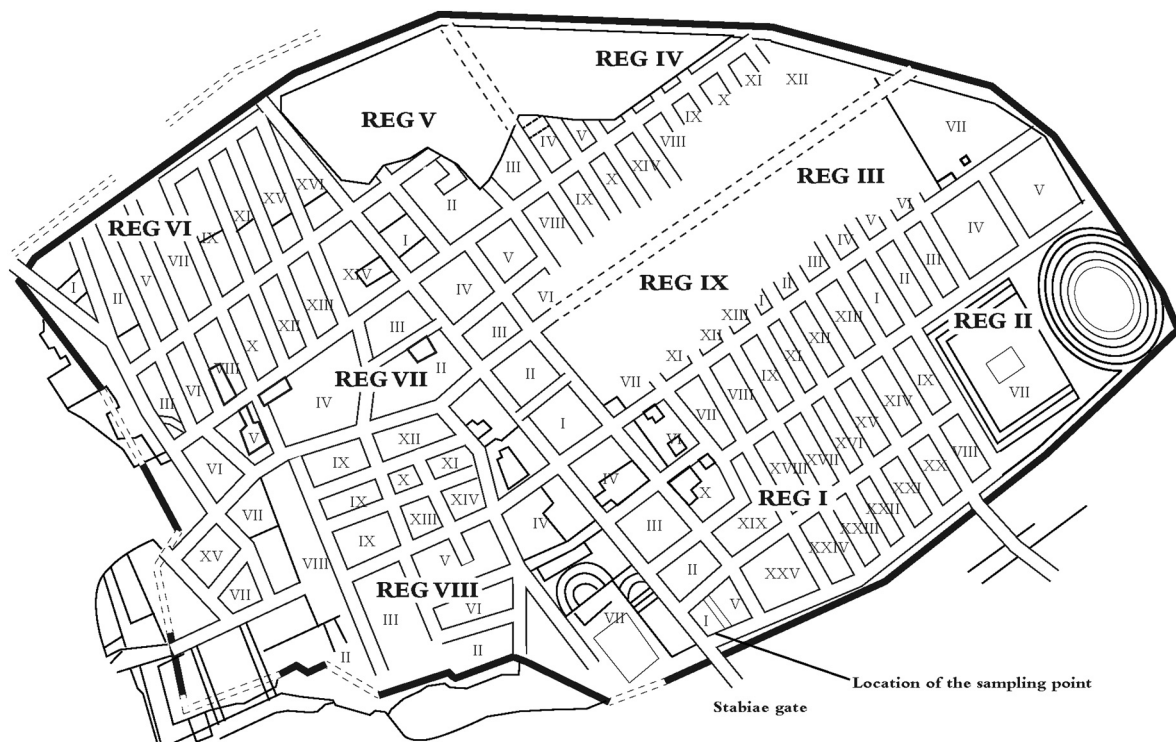 REG IV
XI
XII
X
REG V
IX
V
IV
VII
VIII
III
XIV
XVI
X
REG III
V
XV
IX
II
VI
XI
VIII
V
IV
REG VI
IX
I
IV
VII
V
III
V
XIV
II
REG IX
II
III
I
II
IV
VI
I
REG II
XIII
III
XIII
XIII
XII
III
XII
XII
X
II
XI
XI
REG VII
VIII
II
VII
IX
IX
VII
IV
VIII
VI
XIV
III
I
VII
V
XII
XV
VI
XVI
VI
IX
XI
XVII
VIII
X
IV
XVIII
XX
IX
XIV
X
REG I
XXI
VII
XIII
IV
III
XIX
XXII
XV
IX
XXIII
V
XXIV
VIII
II
XXV
VII
REG VIII
VI
V
III
VII
I
II
II
Location of the sampling point
Stabiae gate